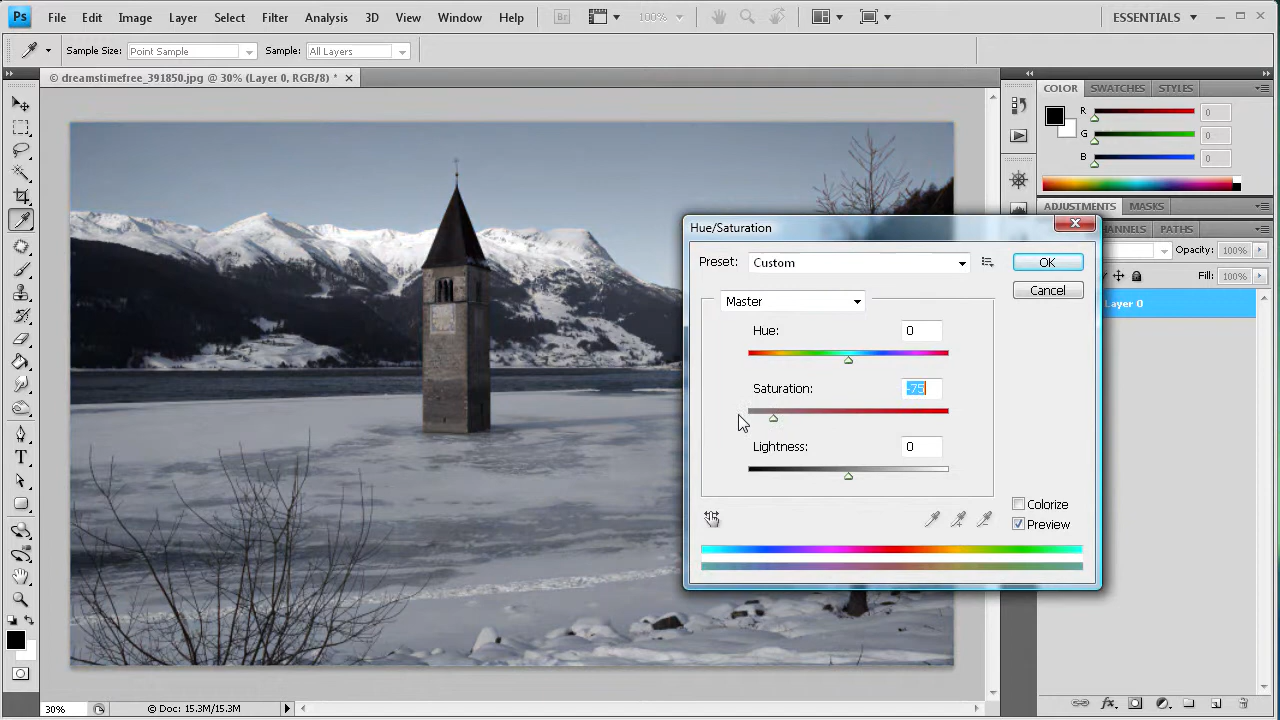 Ps File Edit Image Layer Select Filter Analysis 3D View Window Help Br 100% ESSENTIALS
Sample Size: Point Sample Sample: All Layers
© dreamstimefree_391850.jpg @ 30% (Layer 0, RGB/8) *
COLOR SWATCHES STYLES
R 0
G 0
B 0
ADJUSTMENTS MASKS
HANNELS PATHS
Opacity: 100%
Fill: 100%
Layer 0
Hue/Saturation
Preset: Custom
OK
Master
Cancel
Hue: 0
Saturation: -75
Lightness: 0
Colorize
Preview
T
fx
30% © Doc: 15.3M/15.3M